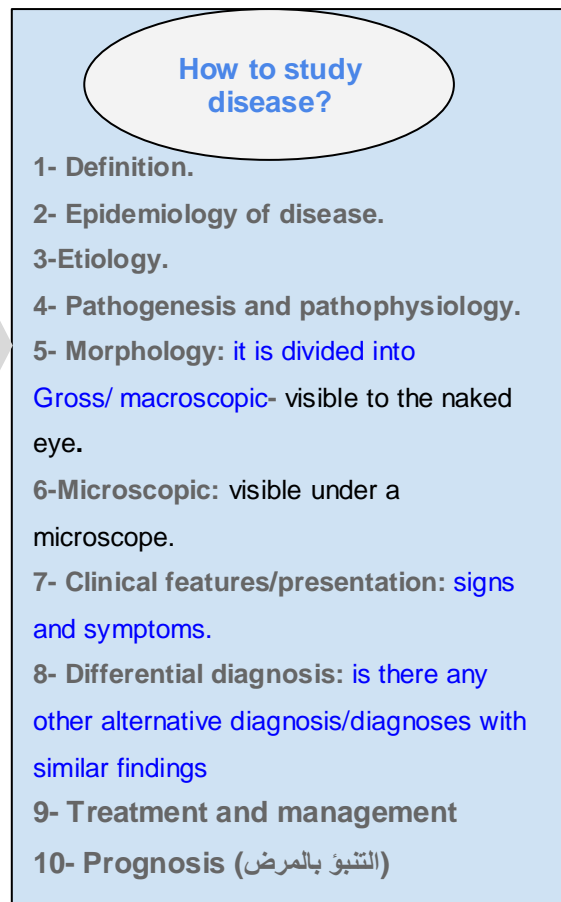 How to study
disease?
1- Definition.
2- Epidemiology of disease.
3-Etiology.
4- Pathogenesis and pathophysiology.
5- Morphology: it is divided into
Gross/ macroscopic- visible to the naked
eye.
6-Microscopic: visible under a
microscope.
7- Clinical features/presentation: signs
and symptoms.
8- Differential diagnosis: is there any
other alternative diagnosis/diagnoses with
similar findings
9- Treatment and management
10- Prognosis (التنبؤ بالمرض)